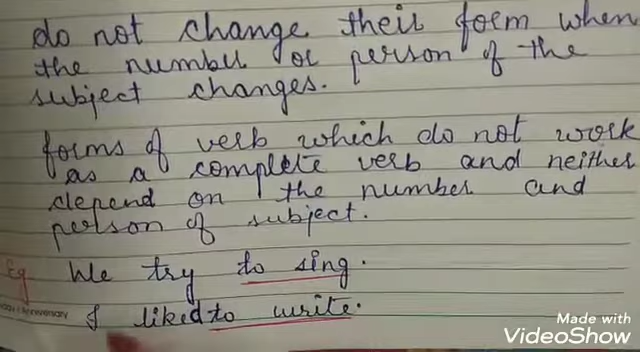 do not change their form when
the number or person of the
subject changes.
forms of verb which do not work
as a complete verb and neither
depend on the number and
person of subject.
Eg We try to sing.
I liked to write.
Anniversary
Made with
VideoShow